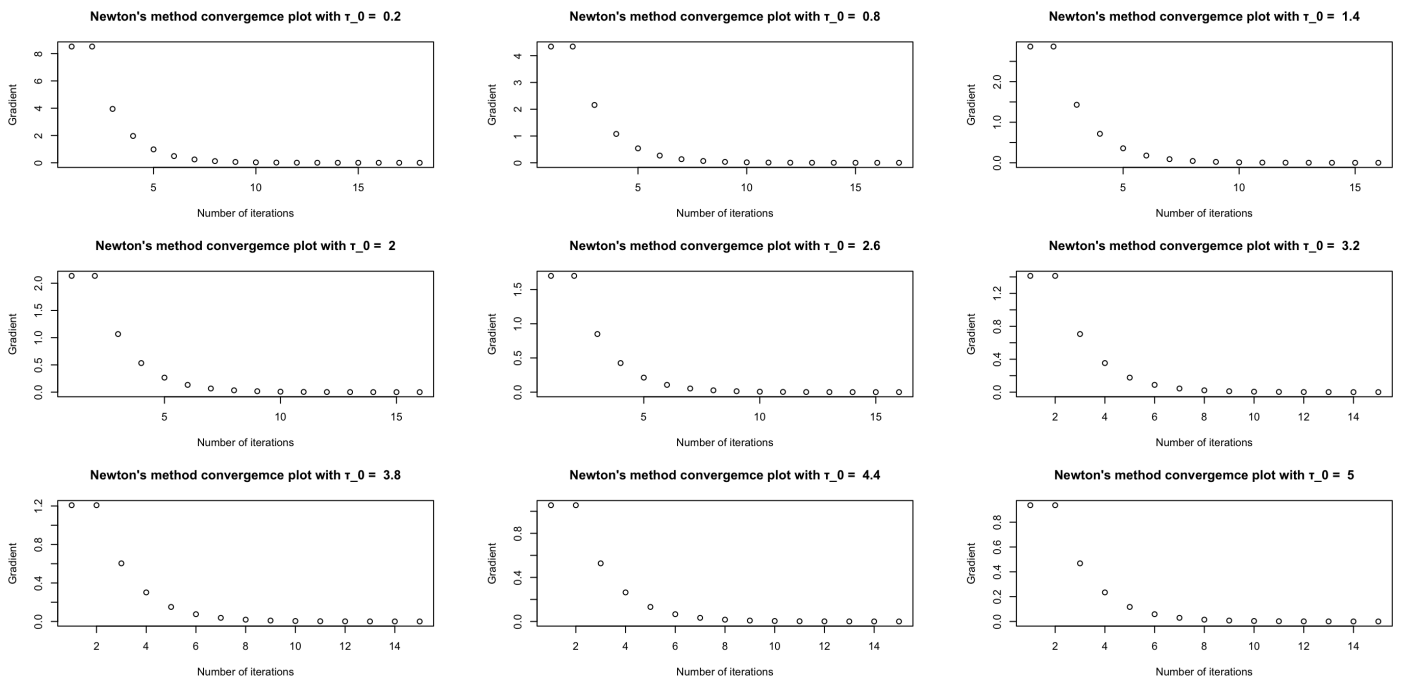 Newton's method convergemce plot with τ_0 = 0.2
Gradient
0 2 4 6 8
5 10 15
Number of iterations
Newton's method convergemce plot with τ_0 = 0.8
Gradient
0 1 2 3 4
5 10 15
Number of iterations
Newton's method convergemce plot with τ_0 = 1.4
Gradient
0.0 1.0 2.0
5 10 15
Number of iterations
Newton's method convergemce plot with τ_0 = 2
Gradient
0.0 0.5 1.0 1.5 2.0
5 10 15
Number of iterations
Newton's method convergemce plot with τ_0 = 2.6
Gradient
0.0 0.5 1.0 1.5
5 10 15
Number of iterations
Newton's method convergemce plot with τ_0 = 3.2
Gradient
0.0 0.4 0.8 1.2
2 4 6 8 10 12 14
Number of iterations
Newton's method convergemce plot with τ_0 = 3.8
Gradient
0.0 0.4 0.8 1.2
2 4 6 8 10 12 14
Number of iterations
Newton's method convergemce plot with τ_0 = 4.4
Gradient
0.0 0.4 0.8
2 4 6 8 10 12 14
Number of iterations
Newton's method convergemce plot with τ_0 = 5
Gradient
0.0 0.2 0.4 0.6 0.8
2 4 6 8 10 12 14
Number of iterations